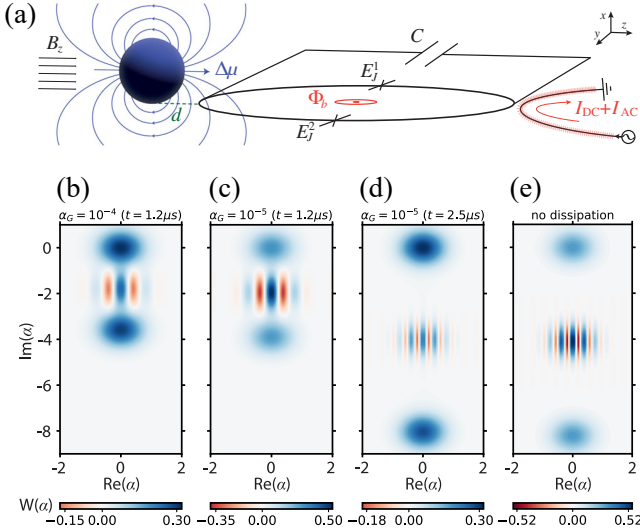 (a)
B_z
Δμ
d
C
E_J^1
Φ_b
E_J^2
x
y
z
I_DC+I_AC
(b) (c) (d) (e)
α_G = 10^-4 (t = 1.2μs) α_G = 10^-5 (t = 1.2μs) α_G = 10^-5 (t = 2.5μs) no dissipation
Im(α)
0
-2
-4
-6
-8
-2 0 2 -2 0 2 -2 0 2 -2 0 2
Re(α) Re(α) Re(α) Re(α)
W(α) -0.15 0.00 0.30 -0.35 0.00 0.50 -0.18 0.00 0.30 -0.52 0.00 0.52